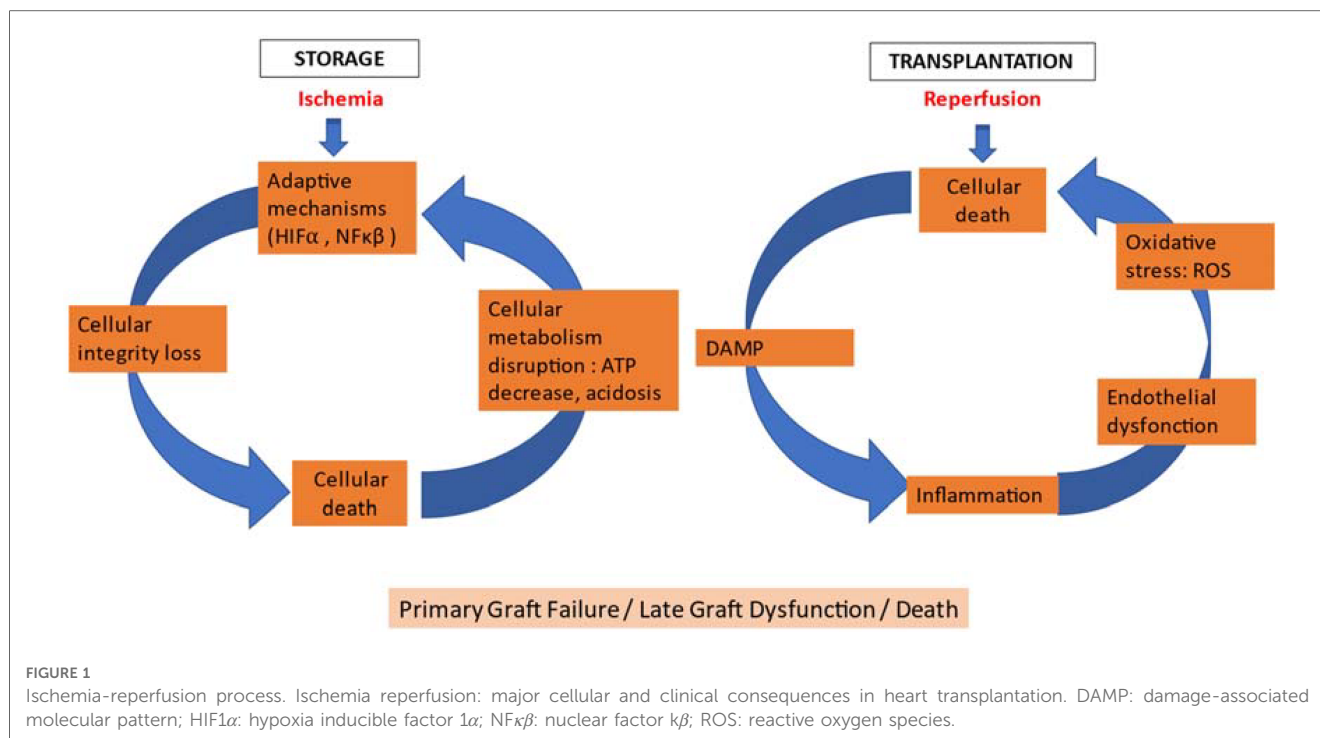 STORAGE
Ischemia
Adaptive
mechanisms
(HIFα , NFκβ )
Cellular
integrity loss
Cellular
death
Cellular
metabolism
disruption : ATP
decrease, acidosis
TRANSPLANTATION
Reperfusion
Cellular
death
DAMP
Inflammation
Endothelial
dysfonction
Oxidative
stress: ROS
Primary Graft Failure / Late Graft Dysfunction / Death
FIGURE 1
Ischemia-reperfusion process. Ischemia reperfusion: major cellular and clinical consequences in heart transplantation. DAMP: damage-associated
molecular pattern; HIF1α: hypoxia inducible factor 1α; NFκβ: nuclear factor kβ; ROS: reactive oxygen species.